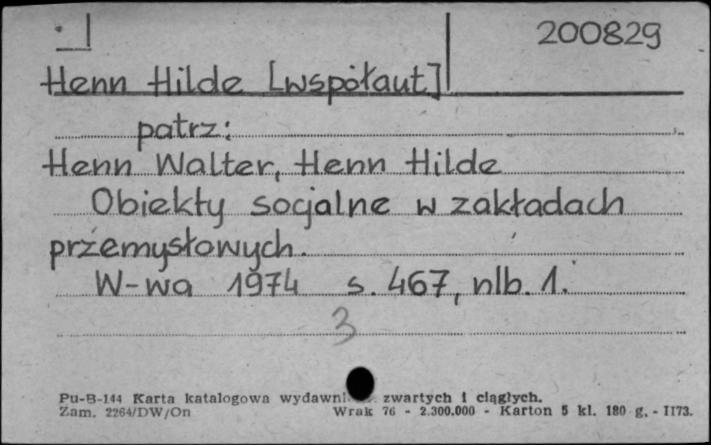 200829
Henn Hilde [współaut]
patrz:
Henn Walter, Henn Hilde
Obiekty socjalne w zakładach
przemysłowych.
W-wa 1974 s. 467, nlb. 1.
3
Pu-B-144 Karta katalogowa wydawni zwartych i ciągłych.
Zam. 2264/DW/On Wrak 76 - 2.300.000 - Karton 5 kl. 180 g. - II73.